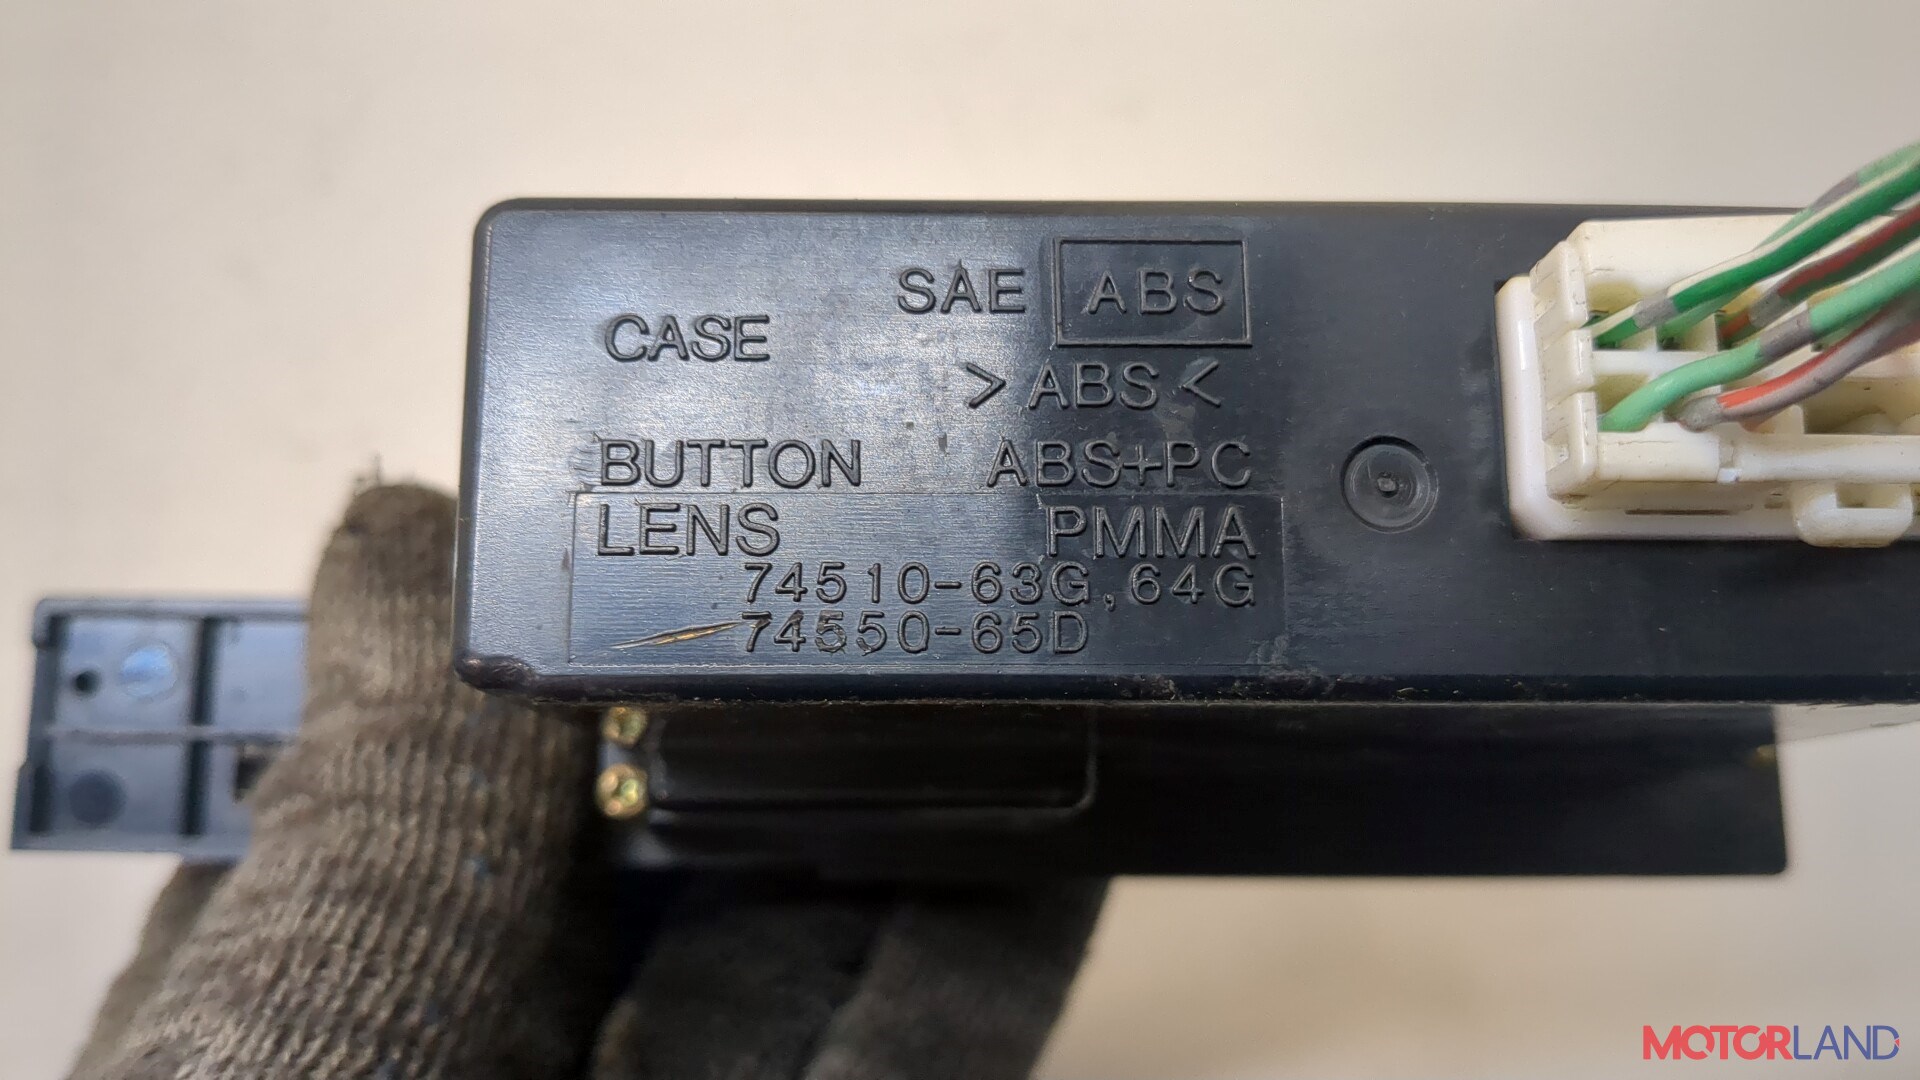 SAE ABS
CASE
>ABS<
BUTTON ABS+PC
LENS PMMA
74510-63G,64G
74550-65D
MOTORLAND